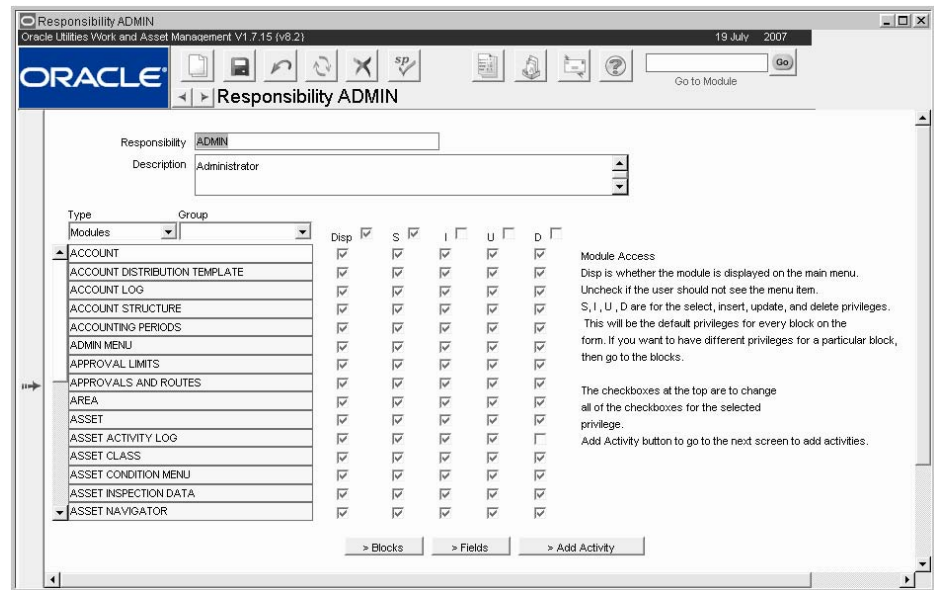 Responsibility ADMIN
Oracle Utilities Work and Asset Management V1.7.15 (v8.2)
19 July 2007
ORACLE
sp
Go
Go to Module
Responsibility ADMIN
Responsibility ADMIN
Description Administrator
Type Group
Modules
Disp S I U D
ACCOUNT
ACCOUNT DISTRIBUTION TEMPLATE
ACCOUNT LOG
ACCOUNT STRUCTURE
ACCOUNTING PERIODS
ADMIN MENU
APPROVAL LIMITS
APPROVALS AND ROUTES
AREA
ASSET
ASSET ACTIVITY LOG
ASSET CLASS
ASSET CONDITION MENU
ASSET INSPECTION DATA
ASSET NAVIGATOR
Module Access
Disp is whether the module is displayed on the main menu.
Uncheck if the user should not see the menu item.
S, I , U , D are for the select, insert, update, and delete privileges.
This will be the default privileges for every block on the
form. If you want to have different privileges for a particular block,
then go to the blocks.
The checkboxes at the top are to change
all of the checkboxes for the selected
privilege.
Add Activity button to go to the next screen to add activities.
> Blocks > Fields > Add Activity